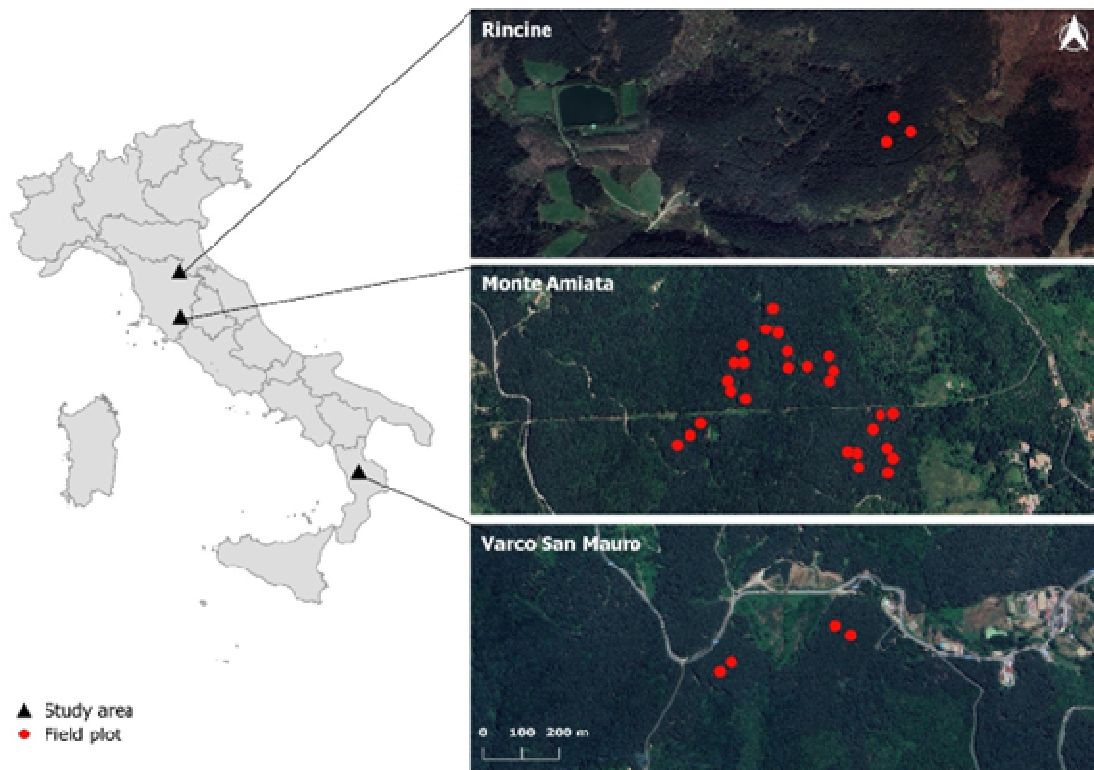 Rincine
Monte Amiata
Varco San Mauro
Study area
Field plot
0 100 200 m